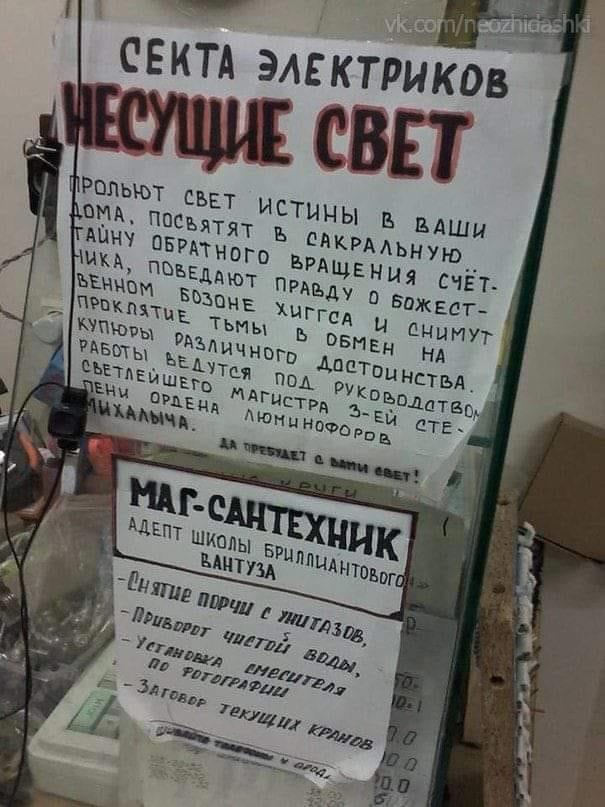 vk.com/neozhidashki
СЕКТА ЭЛЕКТРИКОВ
НЕСУЩИЕ СВЕТ
ПРОЛЬЮТ СВЕТ ИСТИНЫ В ВАШИ
ДОМА, ПОСВЯТЯТ В САКРАЛЬНУЮ
ТАЙНУ ОБРАТНОГО ВРАЩЕНИЯ СЧЁТ-
ЧИКА, ПОВЕДАЮТ ПРАВДУ О БОЖЕСТ-
ВЕННОМ БОЗОНЕ ХИГГСА И СНИМУТ
ПРОКЛЯТИЕ ТЬМЫ В ОБМЕН НА
КУПЮРЫ РАЗЛИЧНОГО ДОСТОИНСТВА.
РАБОТЫ ВЕДУТСЯ ПОД РУКОВОДСТВОМ
СВЕТЛЕЙШЕГО МАГИСТРА 3-ЕЙ СТЕ-
ПЕНИ ОРДЕНА ЛЮМИНОФОРОВ
МИХАЛЫЧА.
ДА ПРЕБУДЕТ С ВАМИ СВЕТ!
КРУГИ
МАГ-САНТЕХНИК
АДЕПТ ШКОЛЫ БРИЛЛИАНТОВОГО
ВАНТУЗА
-СНЯТИЕ ПОРЧИ С УНИТАЗОВ,
-ПРИВОРОТ ЧИСТОЙ ВОДЫ,
-УСТАНОВКА СМЕСИТЕЛЯ
ПО ФОТОГРАФИИ
-ЗАГОВОР ТЕКУЩИХ КРАНОВ